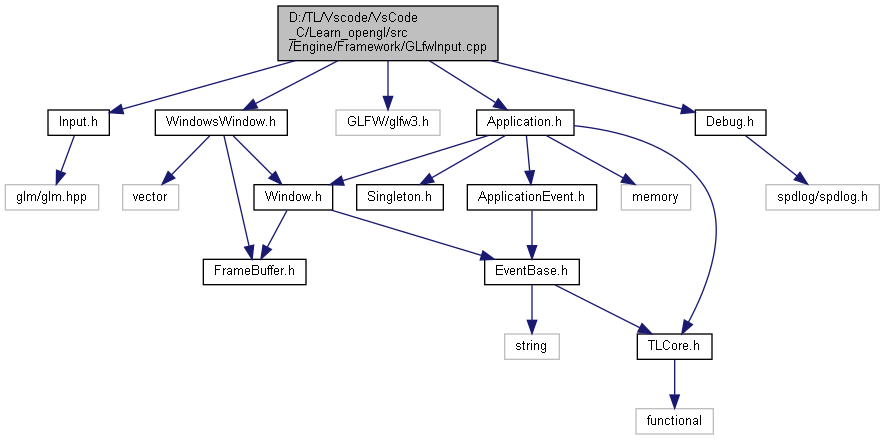 D:/TL/Vscode/VsCode
_C/Learn_opengl/src
/Engine/Framework/GLfwInput.cpp
Input.h
WindowsWindow.h
GLFW/glfw3.h
Application.h
Debug.h
glm/glm.hpp
vector
Window.h
Singleton.h
ApplicationEvent.h
memory
spdlog/spdlog.h
FrameBuffer.h
EventBase.h
string
TLCore.h
functional